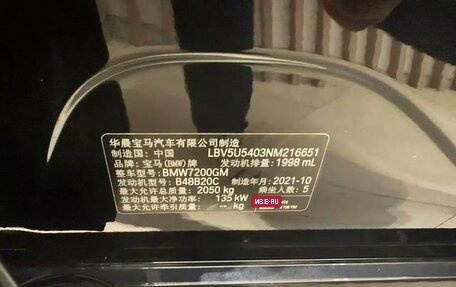 华晨宝马汽车有限公司制造
制造国：中国 LBV5U5403NM216651
品牌：宝马(BMW)牌 发动机排量：1998 mL
整车型号：BMW7200GM
发动机型号：B48B20C 制造年月：2021-10
最大允许总质量：2050 kg 乘坐人数：5
发动机最大净功率：135 kW
最大允许牵引质量：-- kg